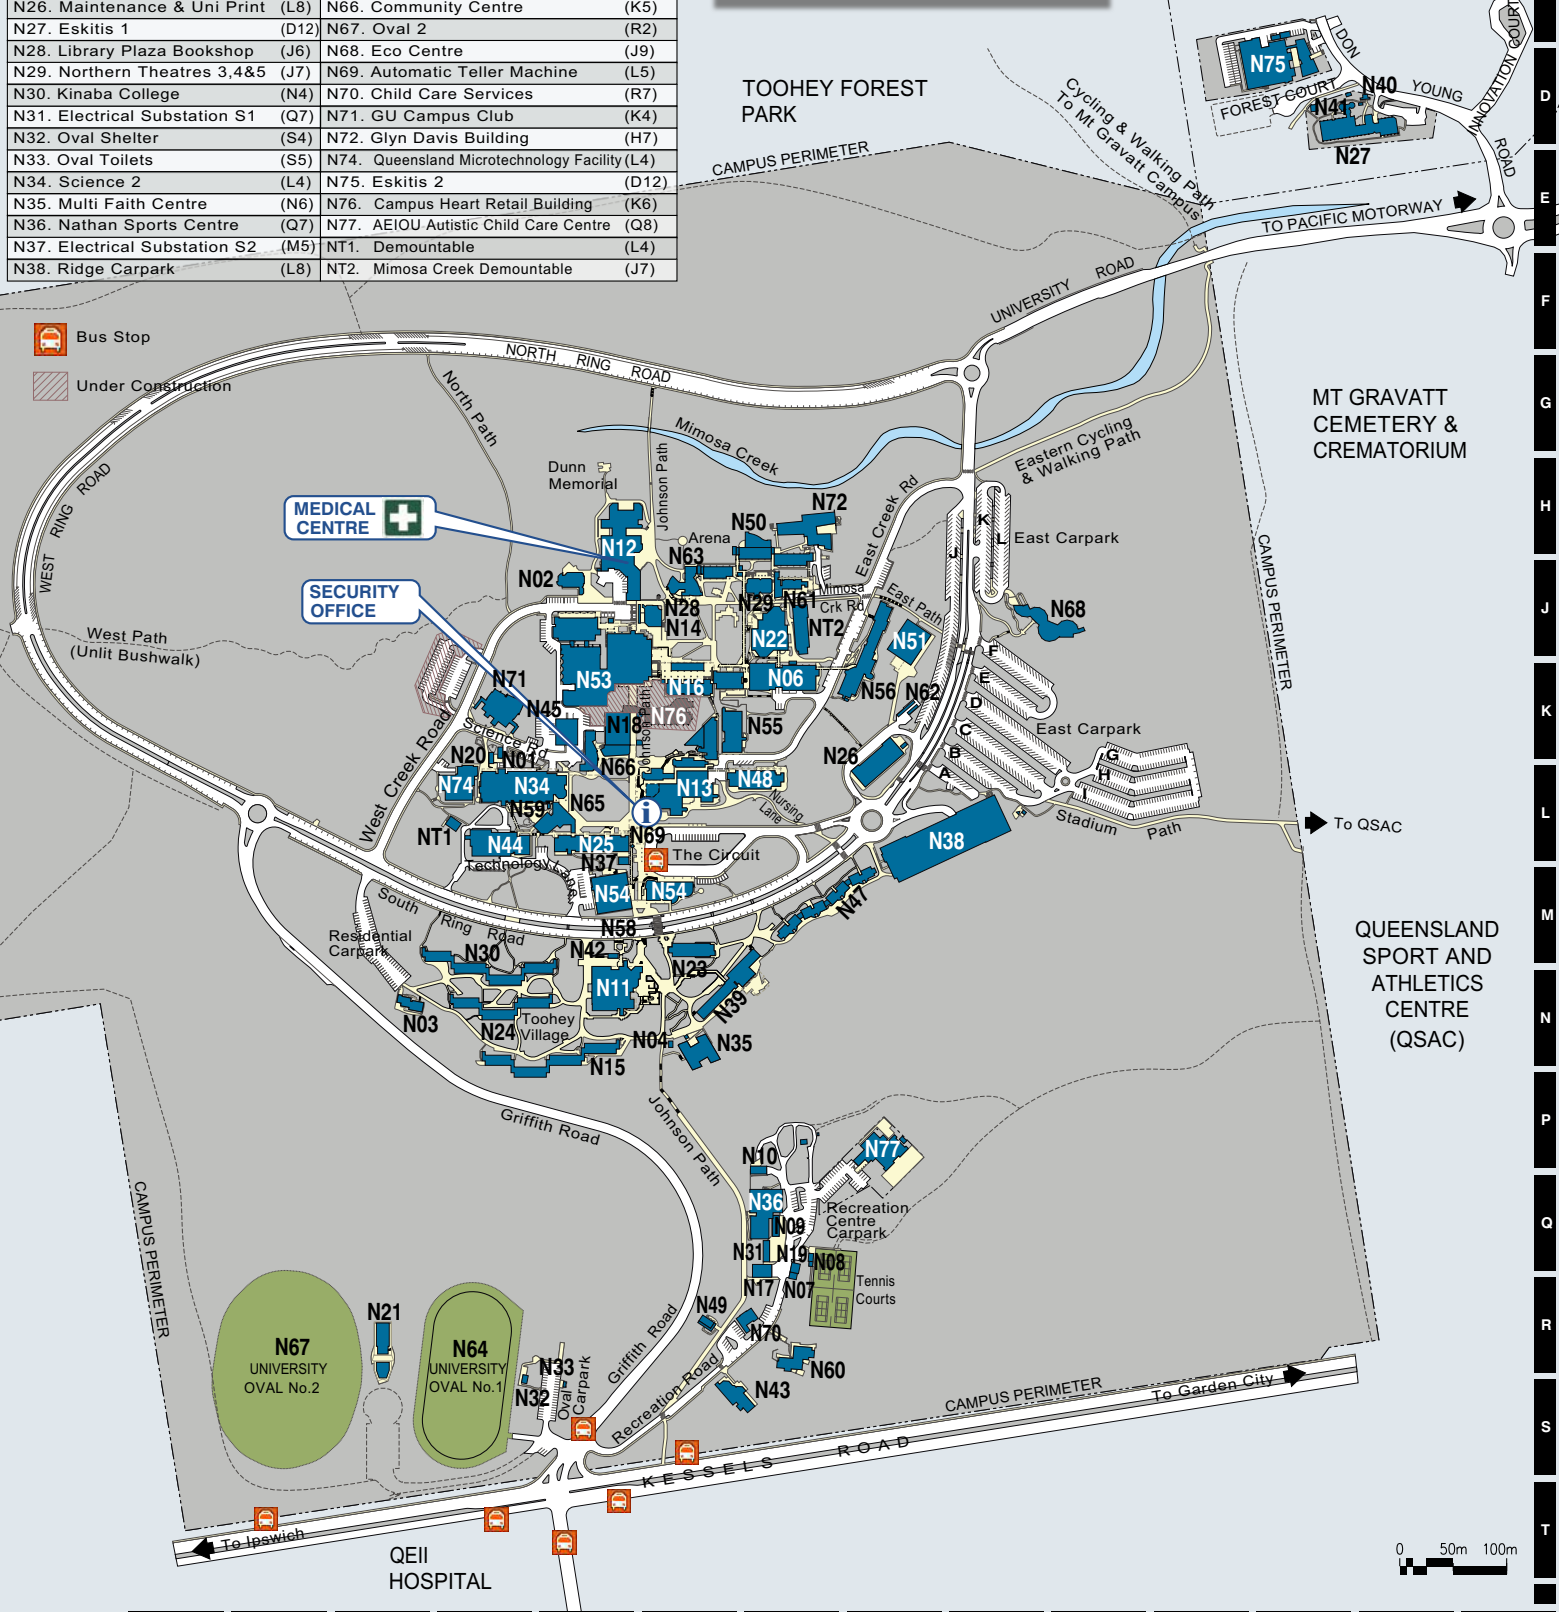 N26. Maintenance & Uni Print (L8) N66. Community Centre (K5)
N27. Eskitis 1 (D12) N67. Oval 2 (R2)
N28. Library Plaza Bookshop (J6) N68. Eco Centre (J9)
N29. Northern Theatres 3,4&5 (J7) N69. Automatic Teller Machine (L5)
N30. Kinaba College (N4) N70. Child Care Services (R7)
N31. Electrical Substation S1 (Q7) N71. GU Campus Club (K4)
N32. Oval Shelter (S4) N72. Glyn Davis Building (H7)
N33. Oval Toilets (S5) N74. Queensland Microtechnology Facility (L4)
N34. Science 2 (L4) N75. Eskitis 2 (D12)
N35. Multi Faith Centre (N6) N76. Campus Heart Retail Building (K6)
N36. Nathan Sports Centre (Q7) N77. AEIOU Autistic Child Care Centre (Q8)
N37. Electrical Substation S2 (M5) NT1. Demountable (L4)
N38. Ridge Carpark (L8) NT2. Mimosa Creek Demountable (J7)
Bus Stop
Under Construction
TOOHEY FOREST
PARK
CAMPUS PERIMETER
Cycling & Walking Path
To Mt Gravatt Campus
N75
FOREST COURT
DON
YOUNG
ROAD
INNOVATION COURT
N40
N41
N27
D
E
F
G
H
J
K
L
M
N
P
Q
R
S
T
TO PACIFIC MOTORWAY
UNIVERSITY ROAD
NORTH RING ROAD
WEST RING ROAD
North Path
Mimosa Creek
Johnson Path
Eastern Cycling
& Walking Path
MT GRAVATT
CEMETERY &
CREMATORIUM
Dunn
Memorial
MEDICAL
CENTRE
SECURITY
OFFICE
N12
N02
Arena
N63
N50
N72
East Creek Rd
K
L
J
East Carpark
CAMPUS PERIMETER
N28
N14
N29
N61
Mimosa
Crk Rd
East Path
NT2
N22
N51
N68
West Path
(Unlit Bushwalk)
N71
N53
N45
N16
N06
N56
N62
N76
N18
Johnson Path
N55
F
E
D
C
B
A
East Carpark
G
H
I
West Creek Road
Science Rd
N20
N01
N66
N74
N34
N13
N48
N26
Nursing
Lane
N59
N65
i
NT1
N44
N25
N69
N37
The Circuit
Technology Lane
N38
Stadium Path
To QSAC
N54
N54
N47
South Ring Road
N58
Residential
Carpark
N30
N42
N23
N11
N39
N03
N24
Toohey
Village
N04
N35
N15
QUEENSLAND
SPORT AND
ATHLETICS
CENTRE
(QSAC)
Griffith Road
Johnson Path
N10
N77
N36
N09
Recreation
Centre
Carpark
N31
N19
N08
N17
N07
Tennis
Courts
CAMPUS PERIMETER
N21
N67
UNIVERSITY
OVAL No.2
N64
UNIVERSITY
OVAL No.1
N33
N32
Oval
Carpark
Griffith Road
N49
N70
N60
N43
Recreation Road
CAMPUS PERIMETER
To Garden City
KESSELS ROAD
To Ipswich
QEII
HOSPITAL
0 50m 100m